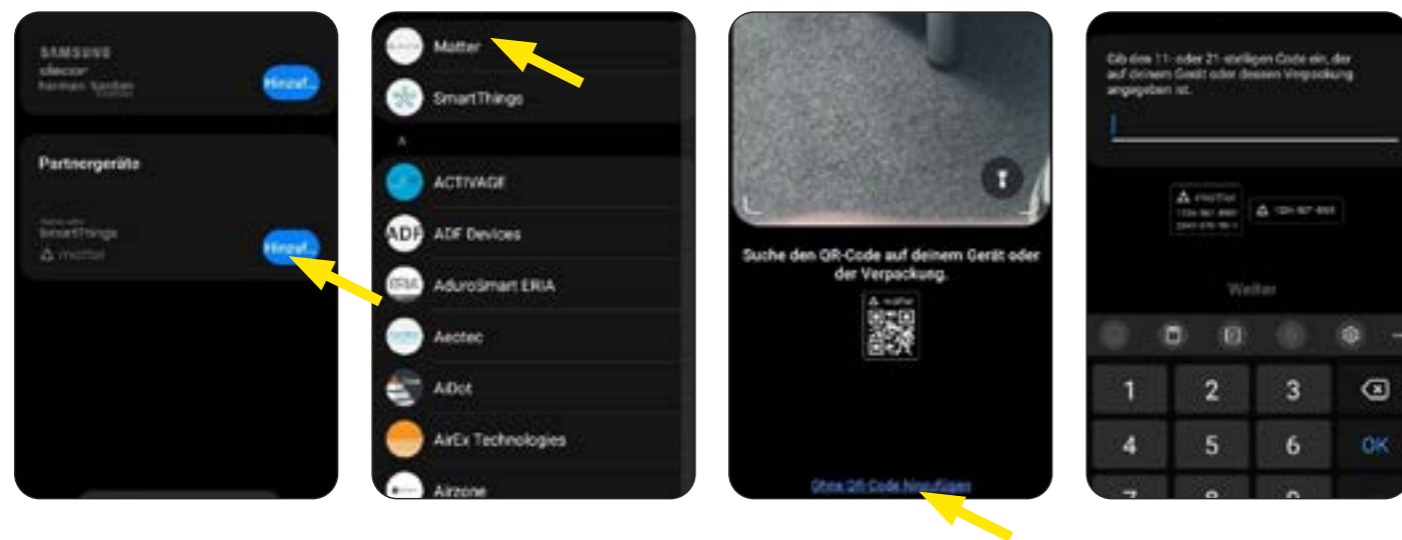 SAMSUNG
harman kardon
Hinzuf...
Partnergeräte
SmartThings
matter
Hinzuf...
Matter
SmartThings
A
ACTIVAGE
ADF
ADF Devices
AduroSmart ERIA
Aeotec
AiDot
AirEx Technologies
Airzone
Suche den QR-Code auf deinem Gerät oder
der Verpackung.
matter
Ohne QR-Code hinzufügen
Gib den 11- oder 21-stelligen Code ein, der
auf deinem Gerät oder dessen Verpackung
angegeben ist.
matter
Weiter
1 2 3
4 5 6 OK